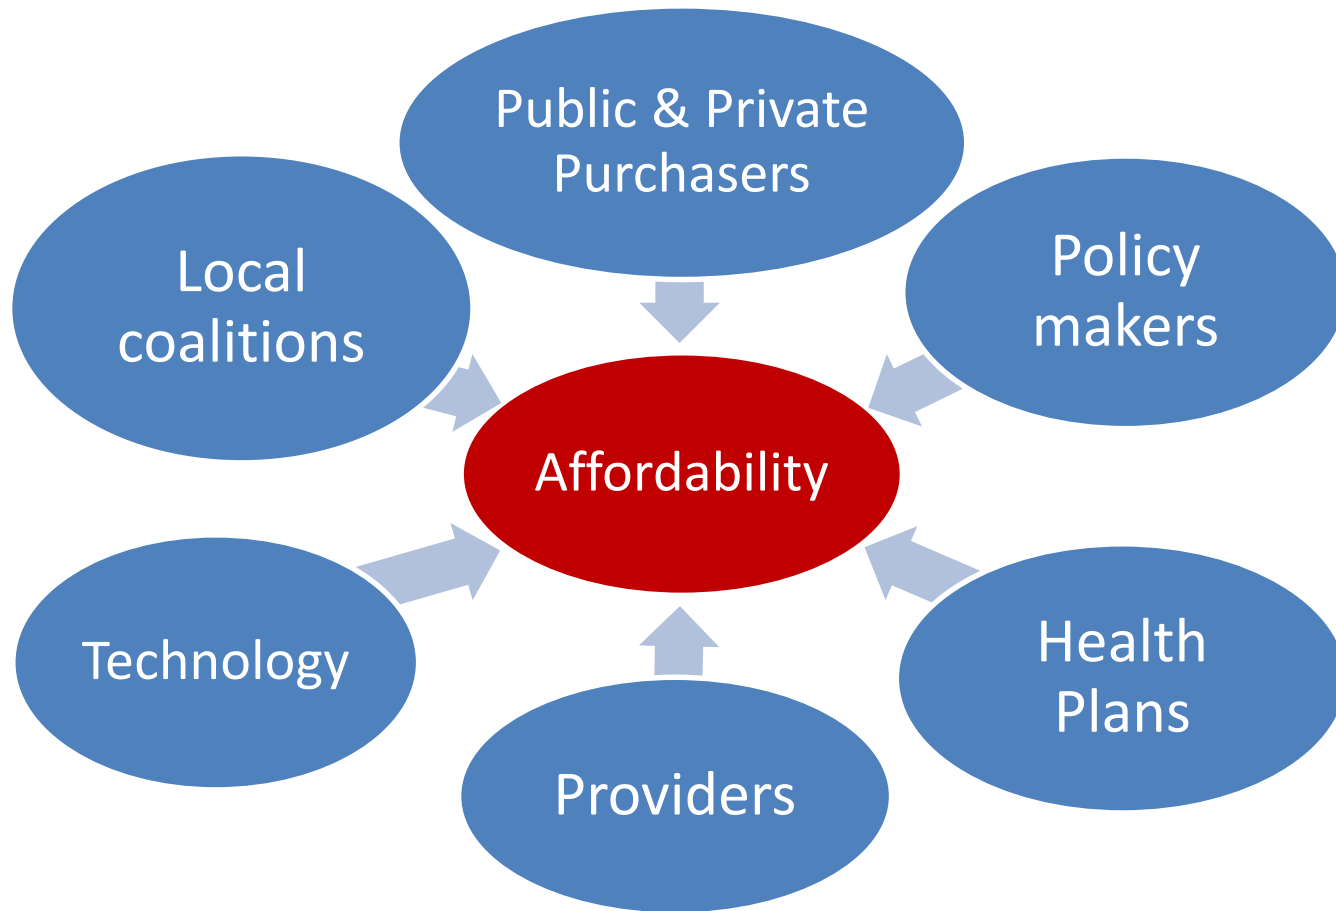 Public & Private
Purchasers
Local
coalitions
Policy
makers
Affordability
Technology
Health
Plans
Providers